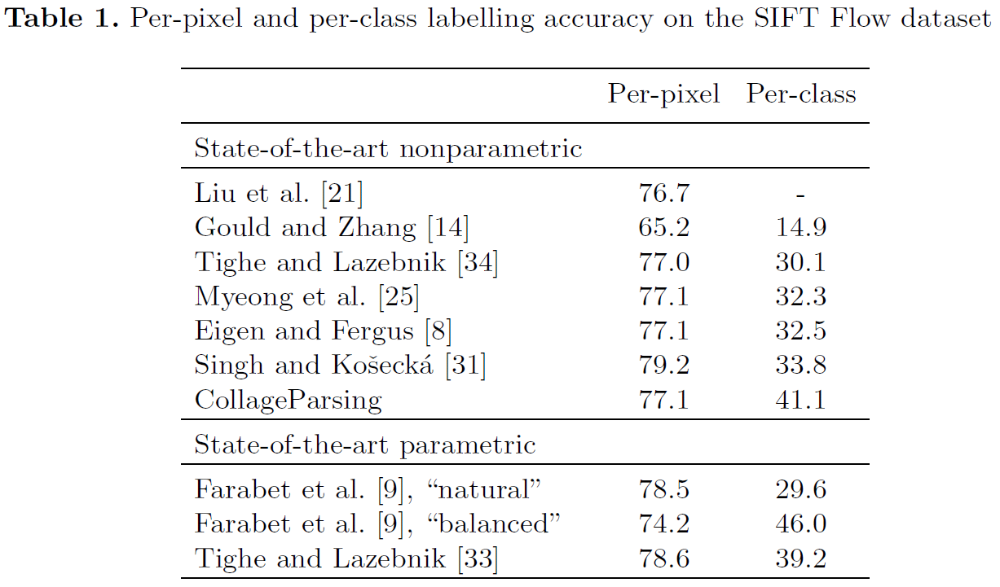 Table 1. Per-pixel and per-class labelling accuracy on the SIFT Flow dataset
Per-pixel Per-class
State-of-the-art nonparametric
Liu et al. [21] 76.7 -
Gould and Zhang [14] 65.2 14.9
Tighe and Lazebnik [34] 77.0 30.1
Myeong et al. [25] 77.1 32.3
Eigen and Fergus [8] 77.1 32.5
Singh and Košecká [31] 79.2 33.8
CollageParsing 77.1 41.1
State-of-the-art parametric
Farabet et al. [9], “natural” 78.5 29.6
Farabet et al. [9], “balanced” 74.2 46.0
Tighe and Lazebnik [33] 78.6 39.2